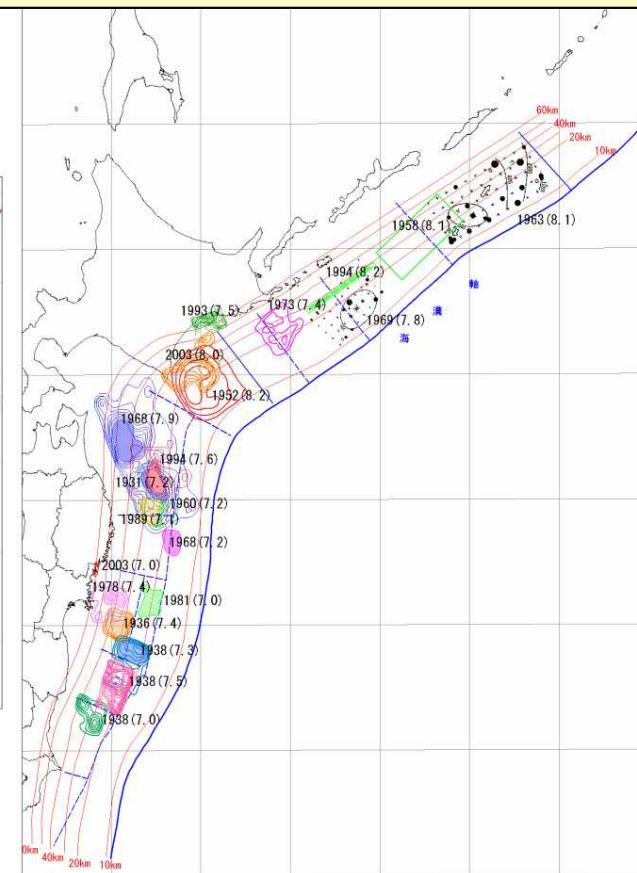 60km
40km
20km
10km
1958(8.1)
1963(8.1)
1994(8.2)
1993(7.5)
1973(7.4)
1969(7.8)
軸
溝
海
2003(8.0)
1952(8.2)
1968(7.9)
1994(7.6)
1931(7.2)
1960(7.2)
1989(7.1)
1968(7.2)
2003(7.0)
1978(7.4)
1981(7.0)
1936(7.4)
1938(7.3)
1938(7.5)
1938(7.0)
0km
40km
20km
10km